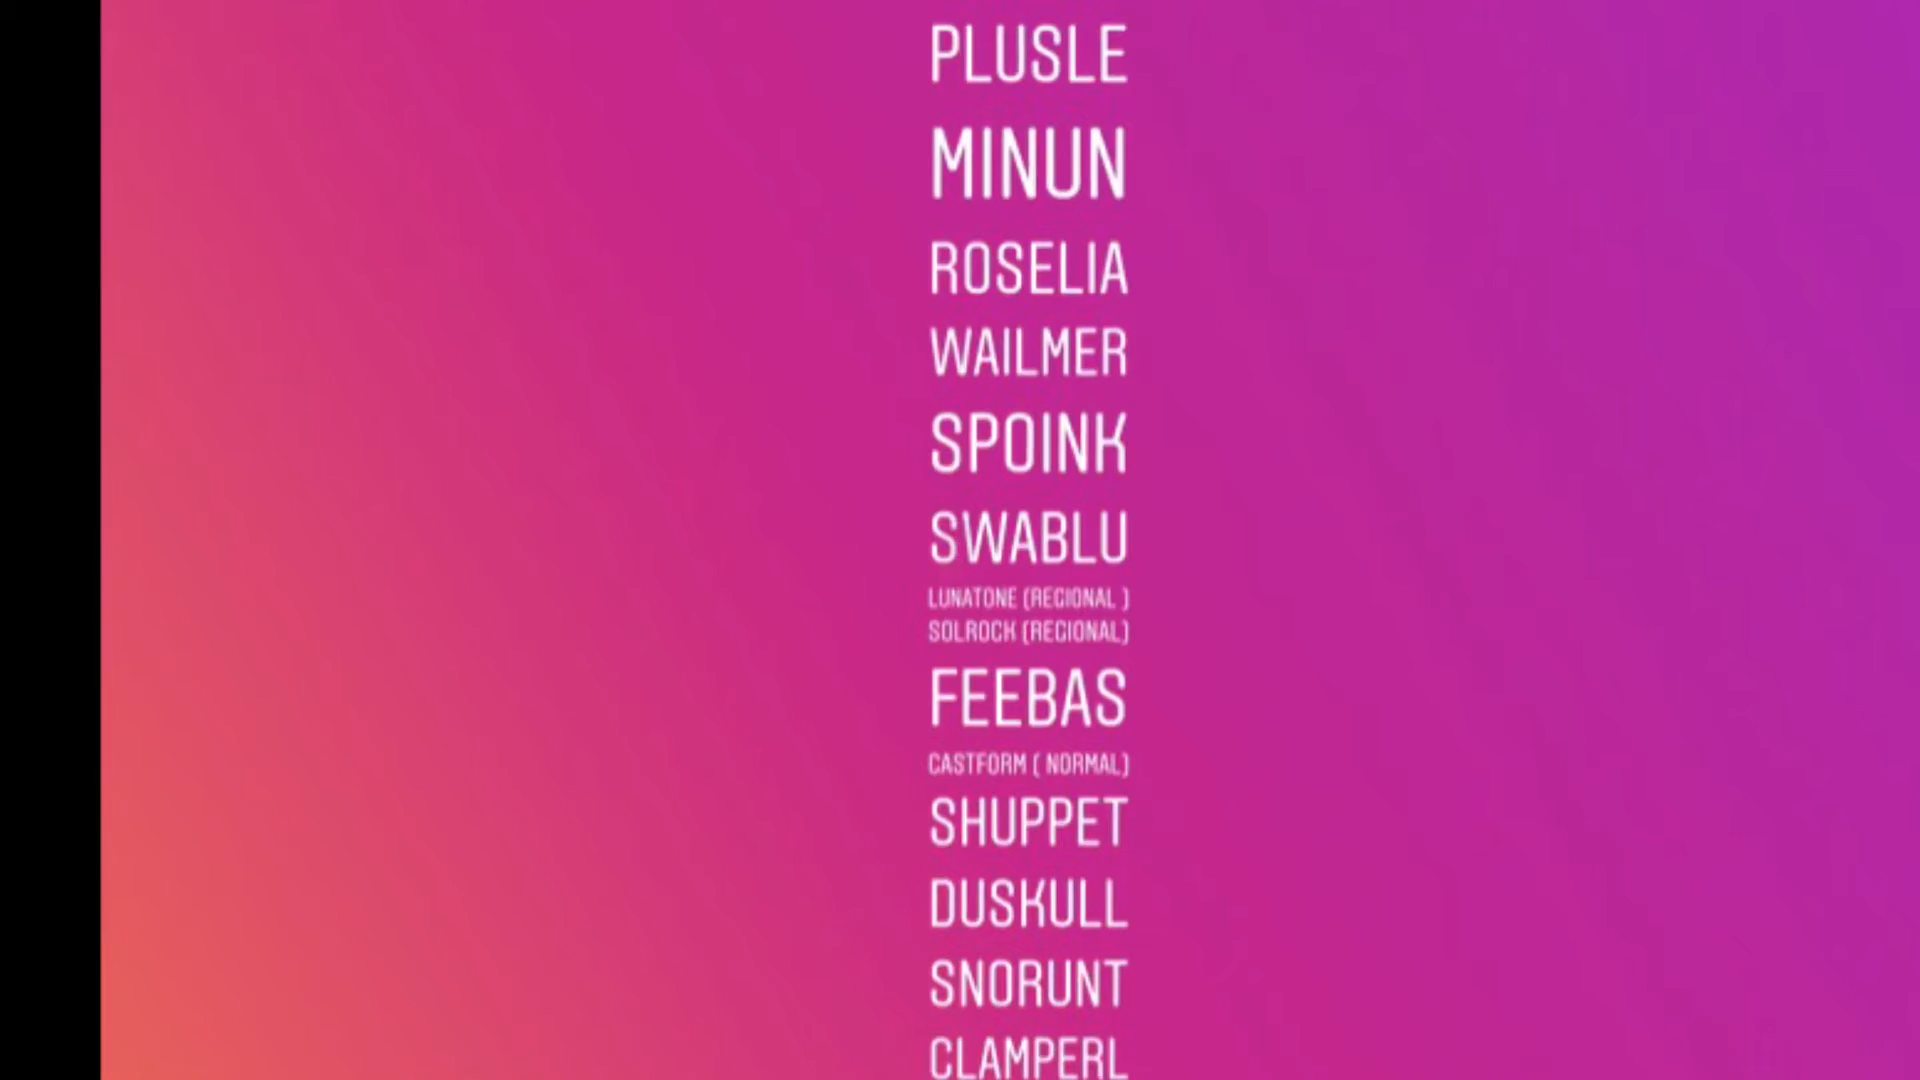 PLUSLE
MINUN
ROSELIA
WAILMER
SPOINK
SWABLU
LUNATONE (REGIONAL )
SOLROCK (REGIONAL)
FEEBAS
CASTFORM ( NORMAL)
SHUPPET
DUSKULL
SNORUNT
CLAMPERL